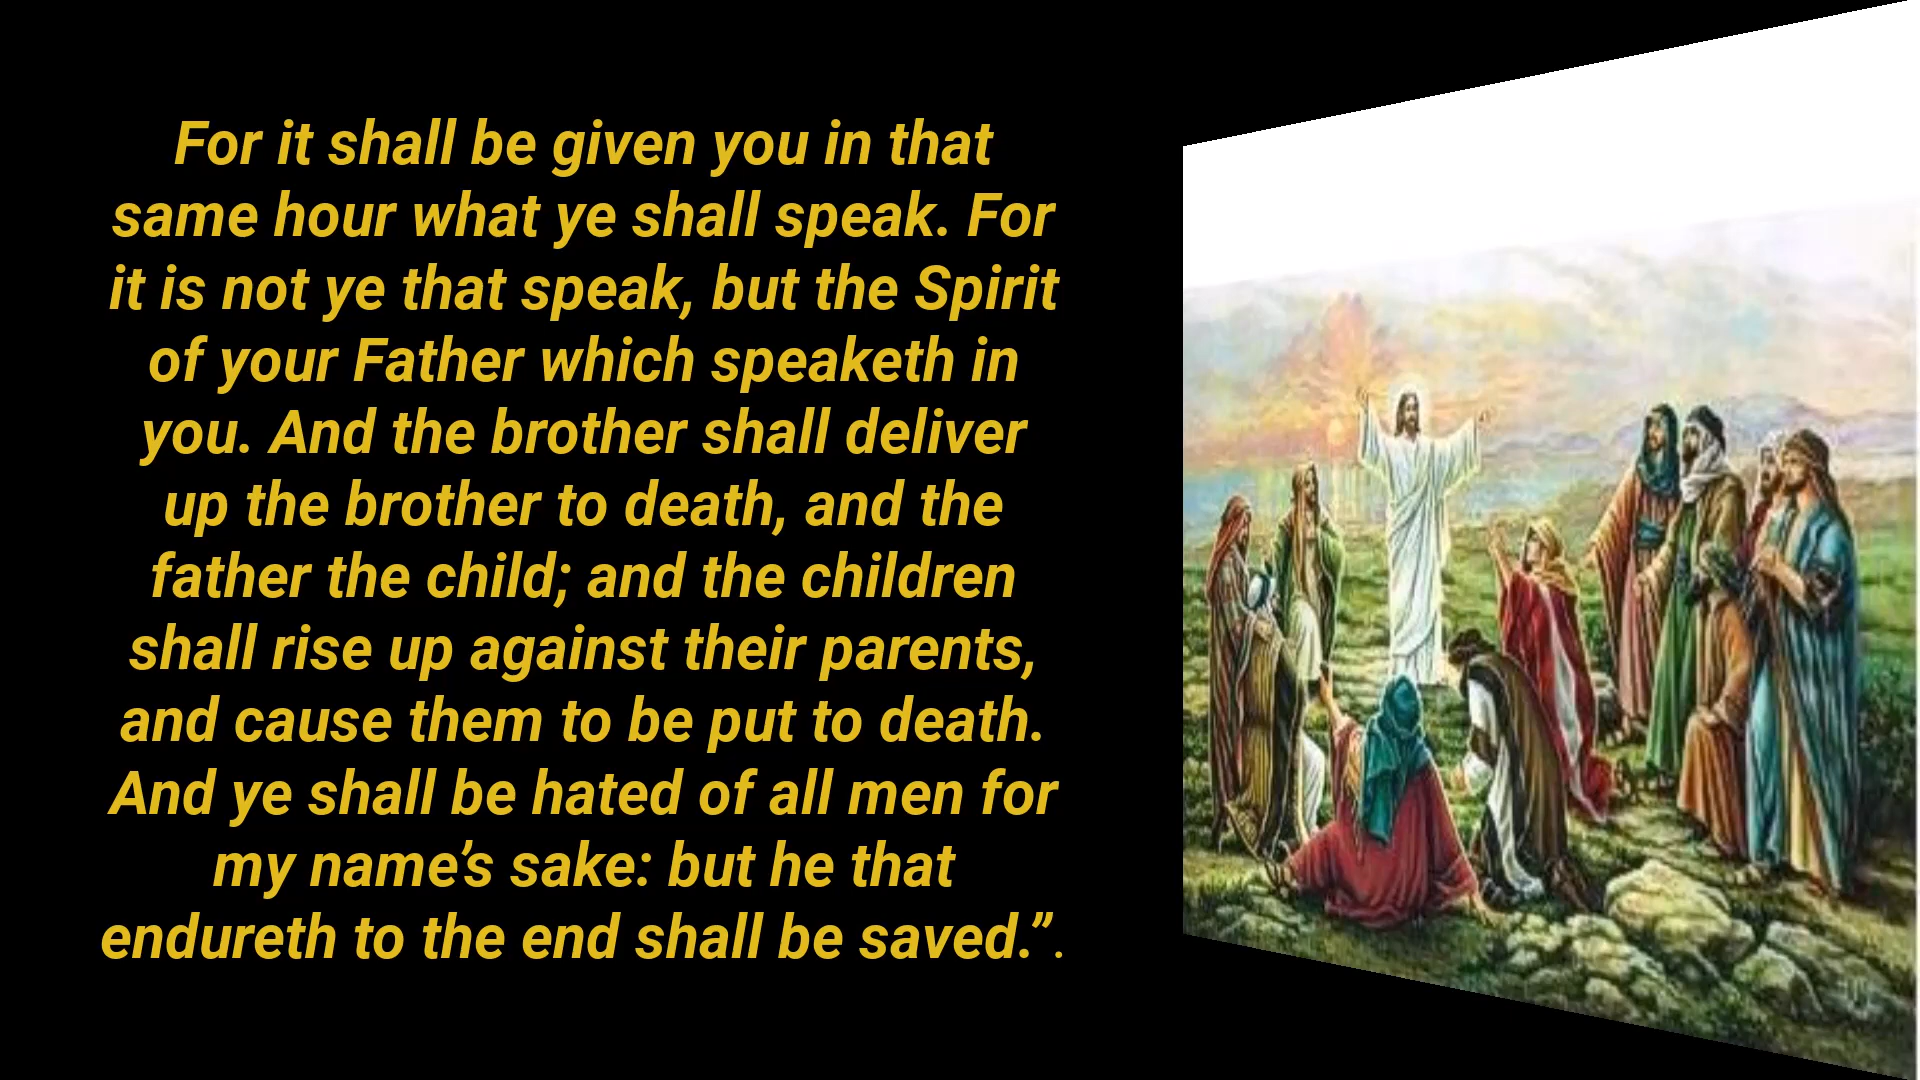 For it shall be given you in that
same hour what ye shall speak. For
it is not ye that speak, but the Spirit
of your Father which speaketh in
you. And the brother shall deliver
up the brother to death, and the
father the child; and the children
shall rise up against their parents,
and cause them to be put to death.
And ye shall be hated of all men for
my name’s sake: but he that
endureth to the end shall be saved.”.